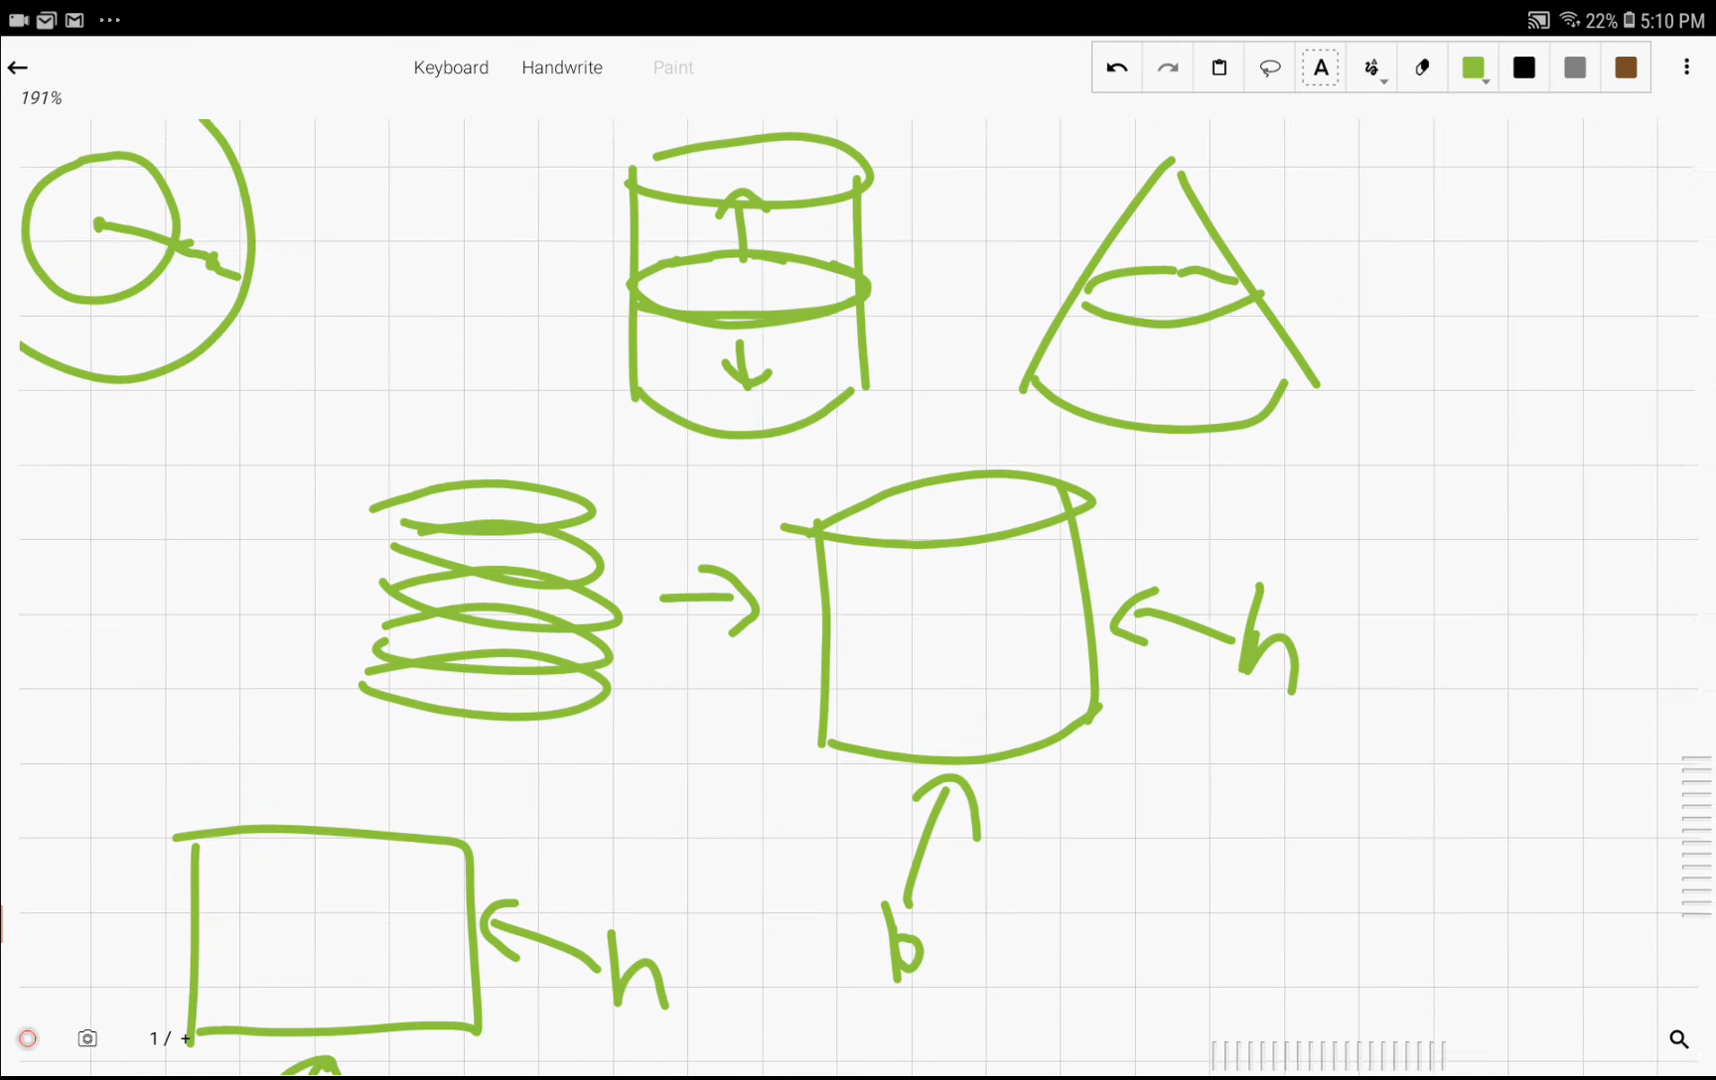 22% 5:10 PM
Keyboard Handwrite Paint A
191%
h
b
h
1 / +